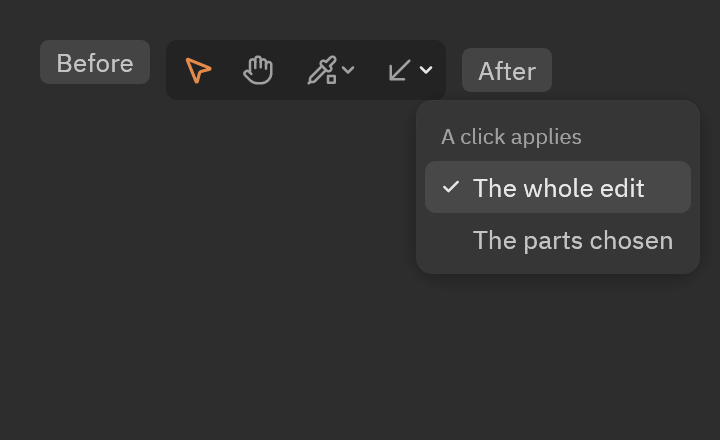 Before
After
A click applies
The whole edit
The parts chosen